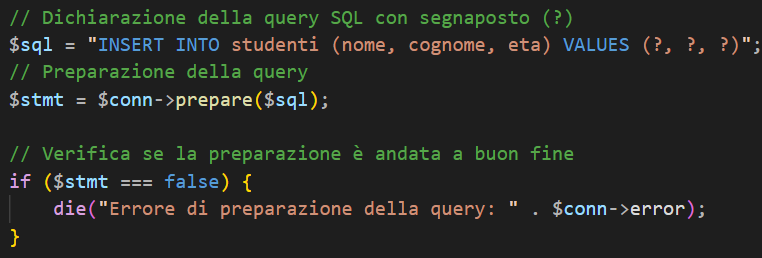 // Dichiarazione della query SQL con segnaposto (?)
$sql = "INSERT INTO studenti (nome, cognome, eta) VALUES (?, ?, ?)";
// Preparazione della query
$stmt = $conn->prepare($sql);

// Verifica se la preparazione è andata a buon fine
if ($stmt === false) {
    die("Errore di preparazione della query: " . $conn->error);
}